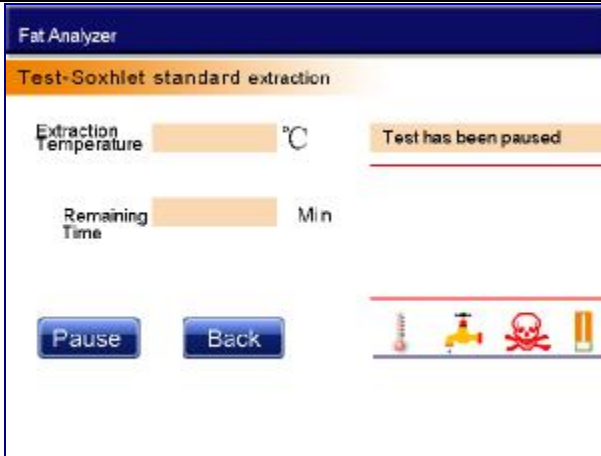 Fat Analyzer
Test-Soxhlet standard extraction
Extraction
Temperature
℃
Test has been paused
Remaining
Time
Min
Pause
Back